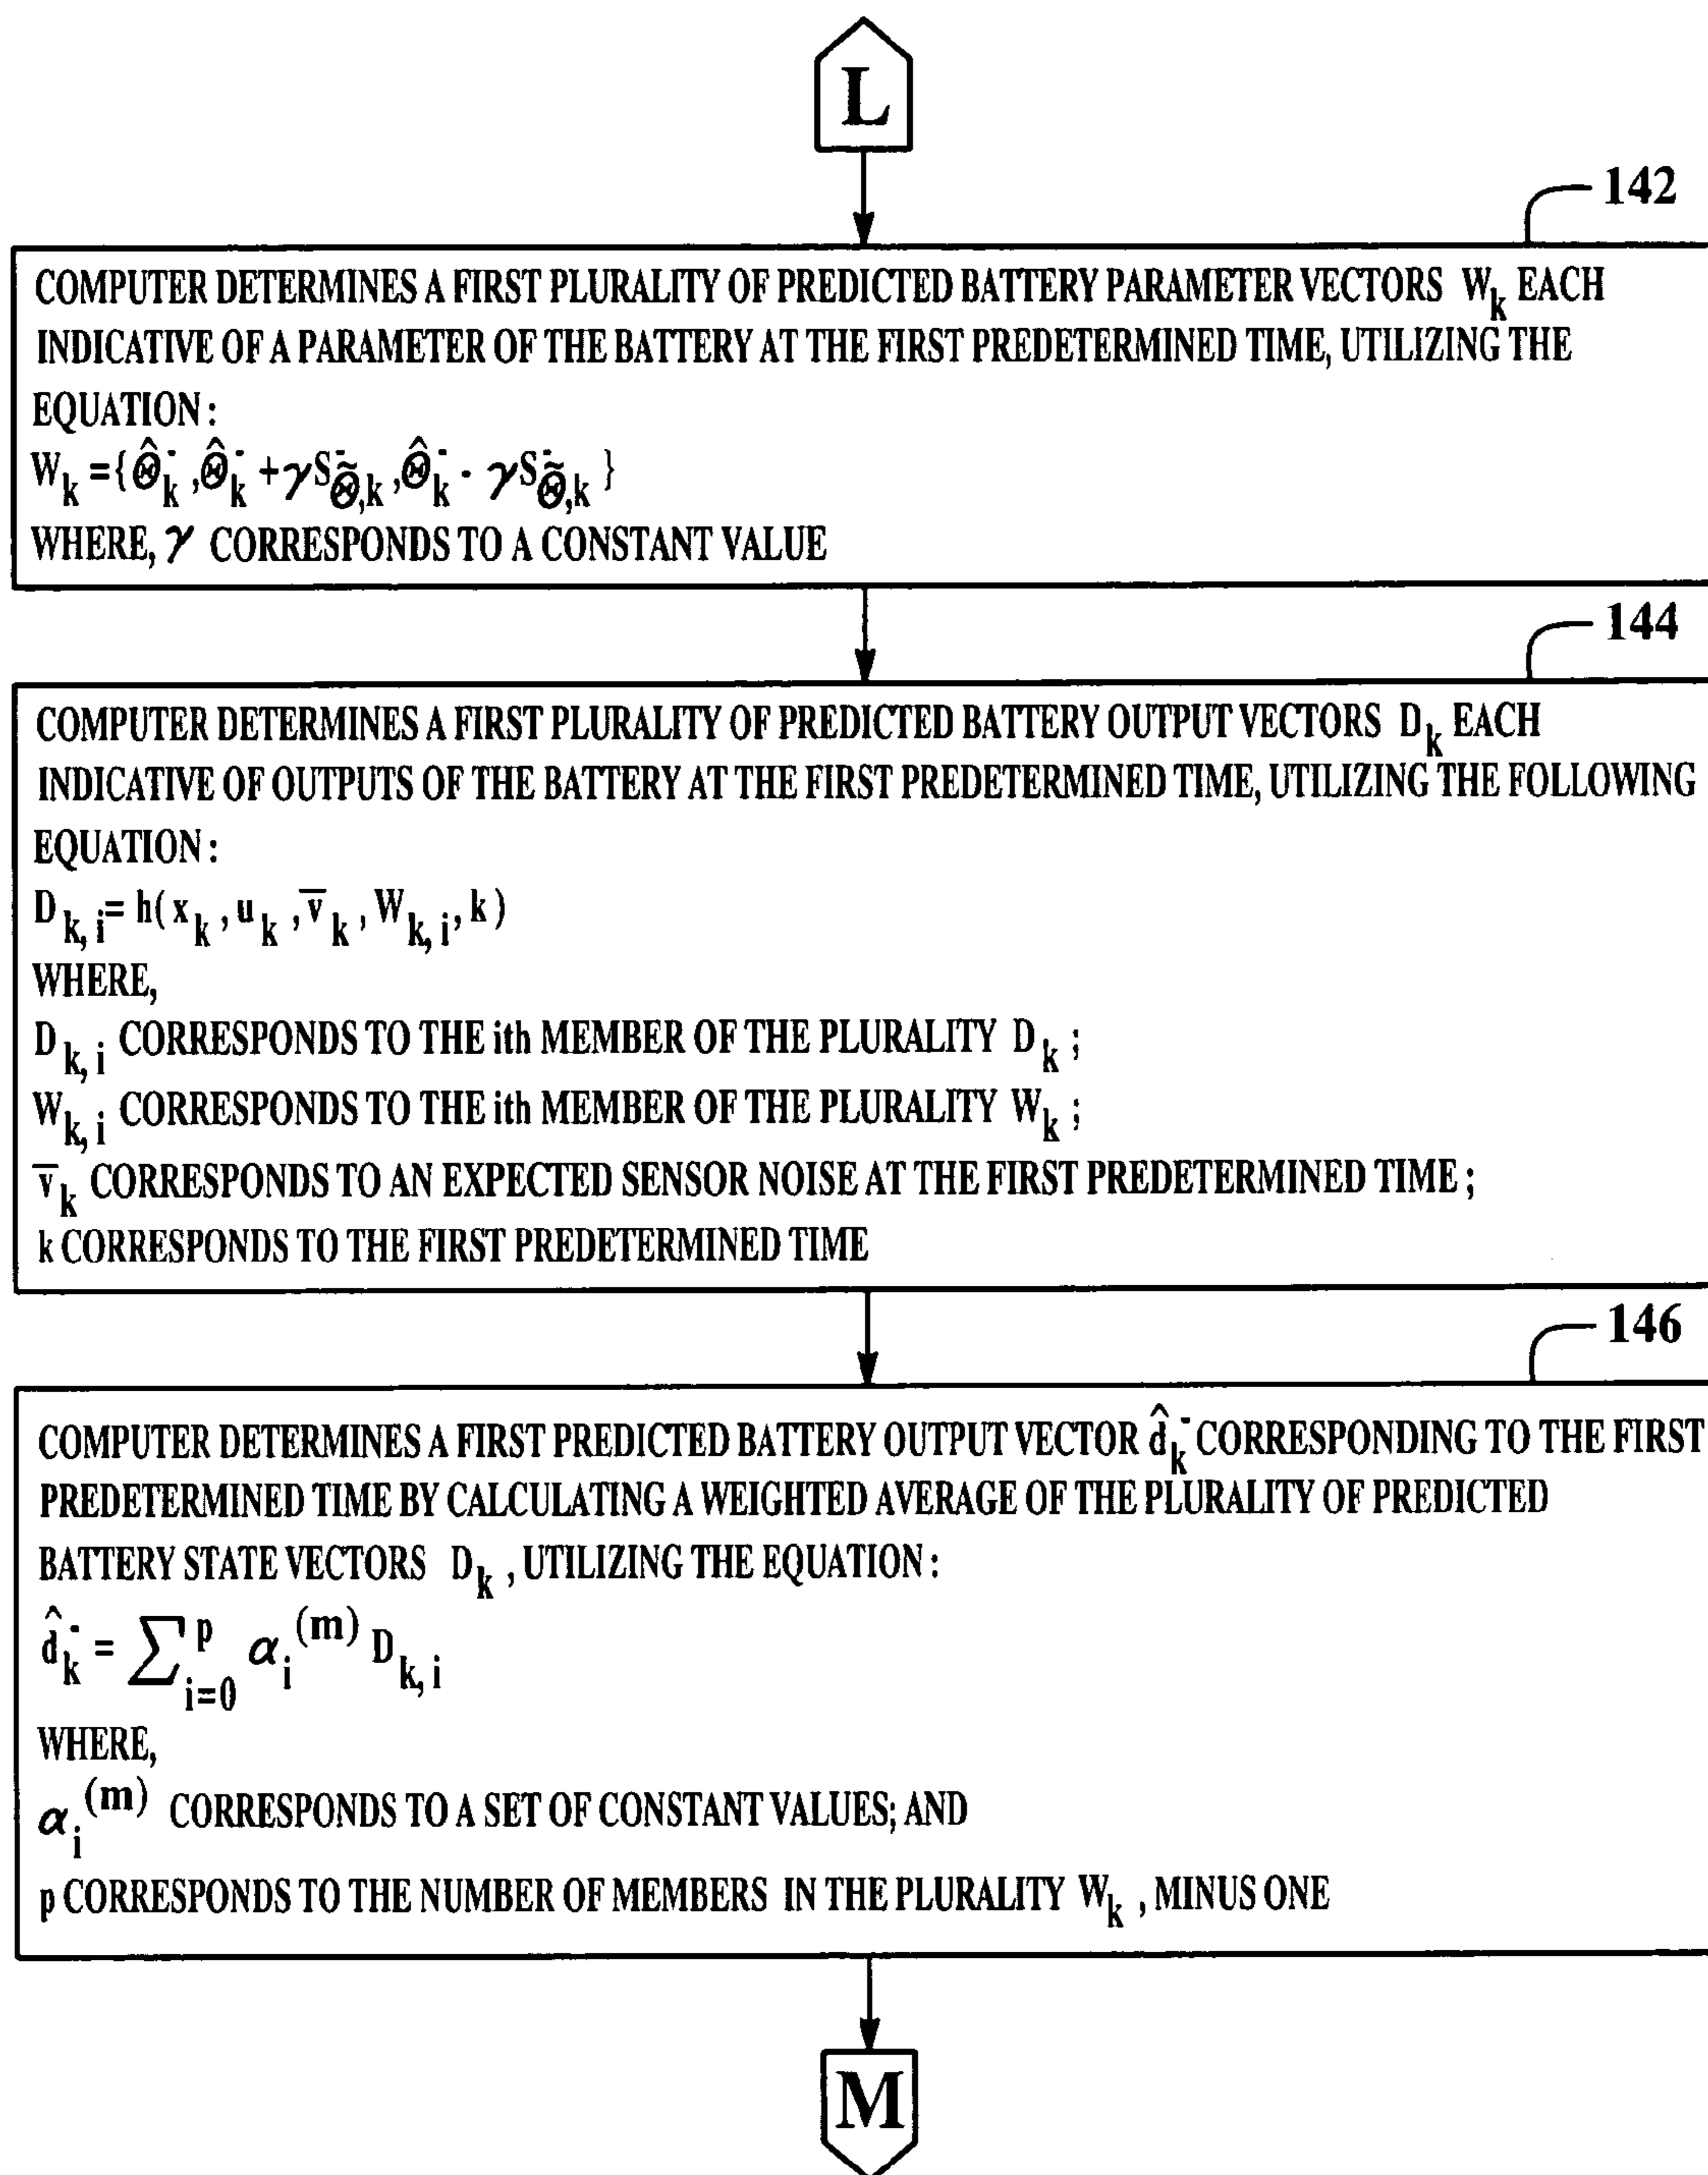 L
142
COMPUTER DETERMINES A FIRST PLURALITY OF PREDICTED BATTERY PARAMETER VECTORS W_k EACH
INDICATIVE OF A PARAMETER OF THE BATTERY AT THE FIRST PREDETERMINED TIME, UTILIZING THE
EQUATION :
W_k = { Θ̂_k^- , Θ̂_k^- + γS^-_Θ̃,k , Θ̂_k^- - γS^-_Θ̃,k }
WHERE, γ CORRESPONDS TO A CONSTANT VALUE
144
COMPUTER DETERMINES A FIRST PLURALITY OF PREDICTED BATTERY OUTPUT VECTORS D_k EACH
INDICATIVE OF OUTPUTS OF THE BATTERY AT THE FIRST PREDETERMINED TIME, UTILIZING THE FOLLOWING
EQUATION :
D_k, i = h( x_k , u_k , v̄_k , W_k, i , k )
WHERE,
D_k, i CORRESPONDS TO THE ith MEMBER OF THE PLURALITY D_k ;
W_k, i CORRESPONDS TO THE ith MEMBER OF THE PLURALITY W_k ;
v̄_k CORRESPONDS TO AN EXPECTED SENSOR NOISE AT THE FIRST PREDETERMINED TIME ;
k CORRESPONDS TO THE FIRST PREDETERMINED TIME
146
COMPUTER DETERMINES A FIRST PREDICTED BATTERY OUTPUT VECTOR d̂_k^- CORRESPONDING TO THE FIRST
PREDETERMINED TIME BY CALCULATING A WEIGHTED AVERAGE OF THE PLURALITY OF PREDICTED
BATTERY STATE VECTORS D_k , UTILIZING THE EQUATION :
d̂_k^- = ∑_i=0^p α_i^(m) D_k, i
WHERE,
α_i^(m) CORRESPONDS TO A SET OF CONSTANT VALUES; AND
p CORRESPONDS TO THE NUMBER OF MEMBERS IN THE PLURALITY W_k , MINUS ONE
M